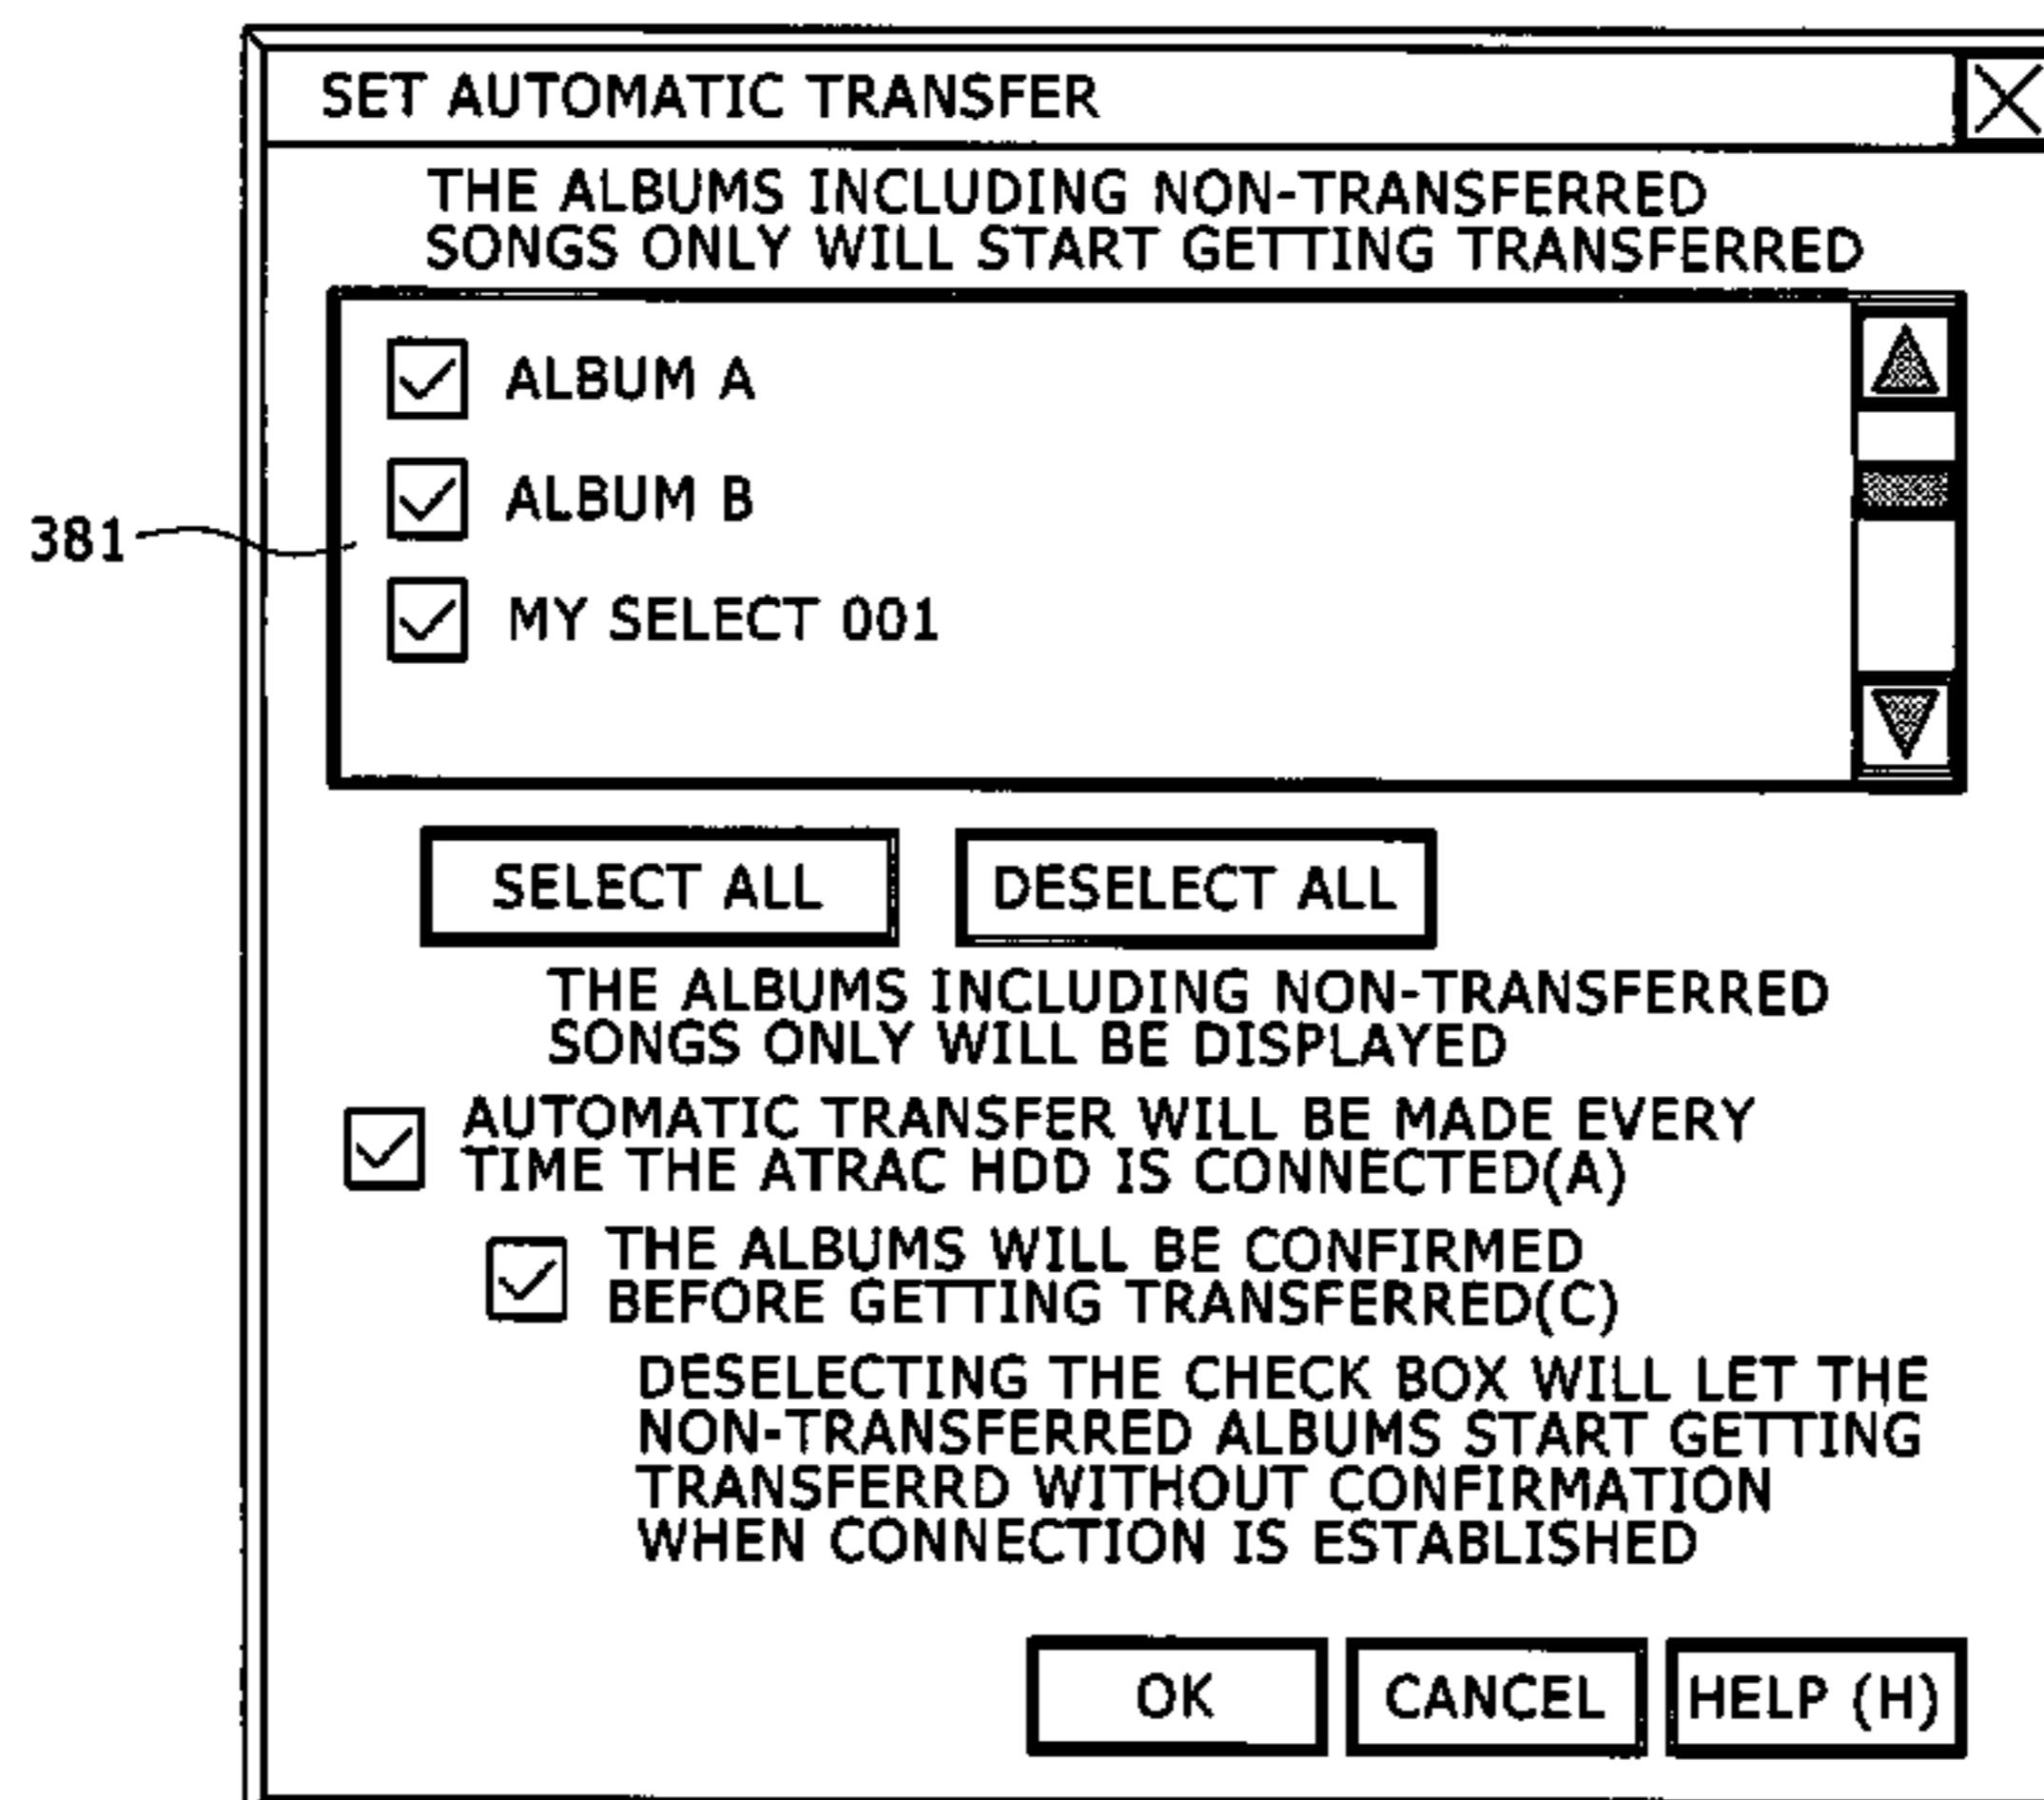 SET AUTOMATIC TRANSFER
THE ALBUMS INCLUDING NON-TRANSFERRED
SONGS ONLY WILL START GETTING TRANSFERRED
ALBUM A
ALBUM B
381
MY SELECT 001
SELECT ALL
DESELECT ALL
THE ALBUMS INCLUDING NON-TRANSFERRED
SONGS ONLY WILL BE DISPLAYED
AUTOMATIC TRANSFER WILL BE MADE EVERY
TIME THE ATRAC HDD IS CONNECTED(A)
THE ALBUMS WILL BE CONFIRMED
BEFORE GETTING TRANSFERRED(C)
DESELECTING THE CHECK BOX WILL LET THE
NON-TRANSFERRED ALBUMS START GETTING
TRANSFERRD WITHOUT CONFIRMATION
WHEN CONNECTION IS ESTABLISHED
OK
CANCEL
HELP (H)